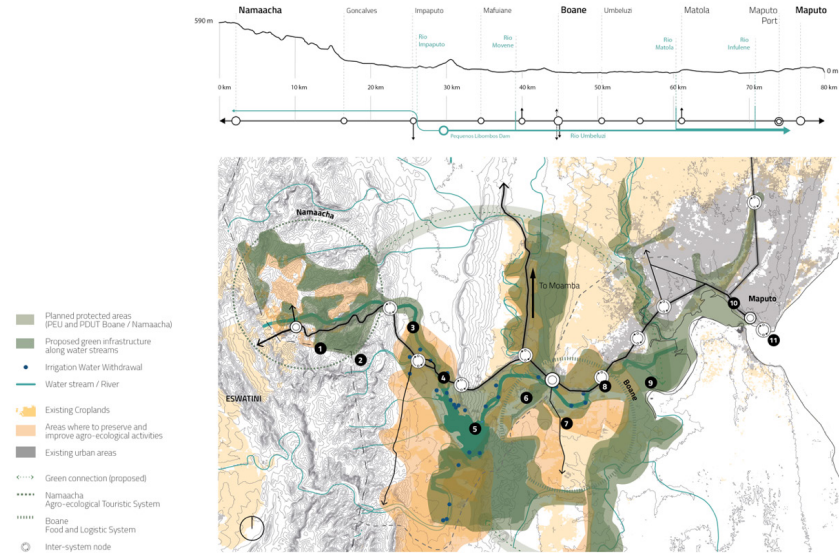 Namaacha
Goncalves
Impaputo
Mafuiane
Boane
Umbeluzi
Matola
Maputo
Port
Maputo
590 m
Rio
Impaputo
Rio
Movene
Rio
Matola
Rio
Infulene
0 m
0 km
10 km
20 km
30 km
40 km
50 km
60 km
70 km
80 km
Pequenos Libombos Dam
Rio Umbeluzi
Namaacha
To Moamba
Maputo
Boane
ESWATINI
1
2
3
4
5
6
7
8
9
10
11
Planned protected areas
(PEU and PDUT Boane / Namaacha)
Proposed green infrastructure
along water streams
Irrigation Water Withdrawal
Water stream / River
Existing Croplands
Areas where to preserve and
improve agro-ecological activities
Existing urban areas
Green connection (proposed)
Namaacha
Agro-ecological Touristic System
Boane
Food and Logistic System
Inter-system node